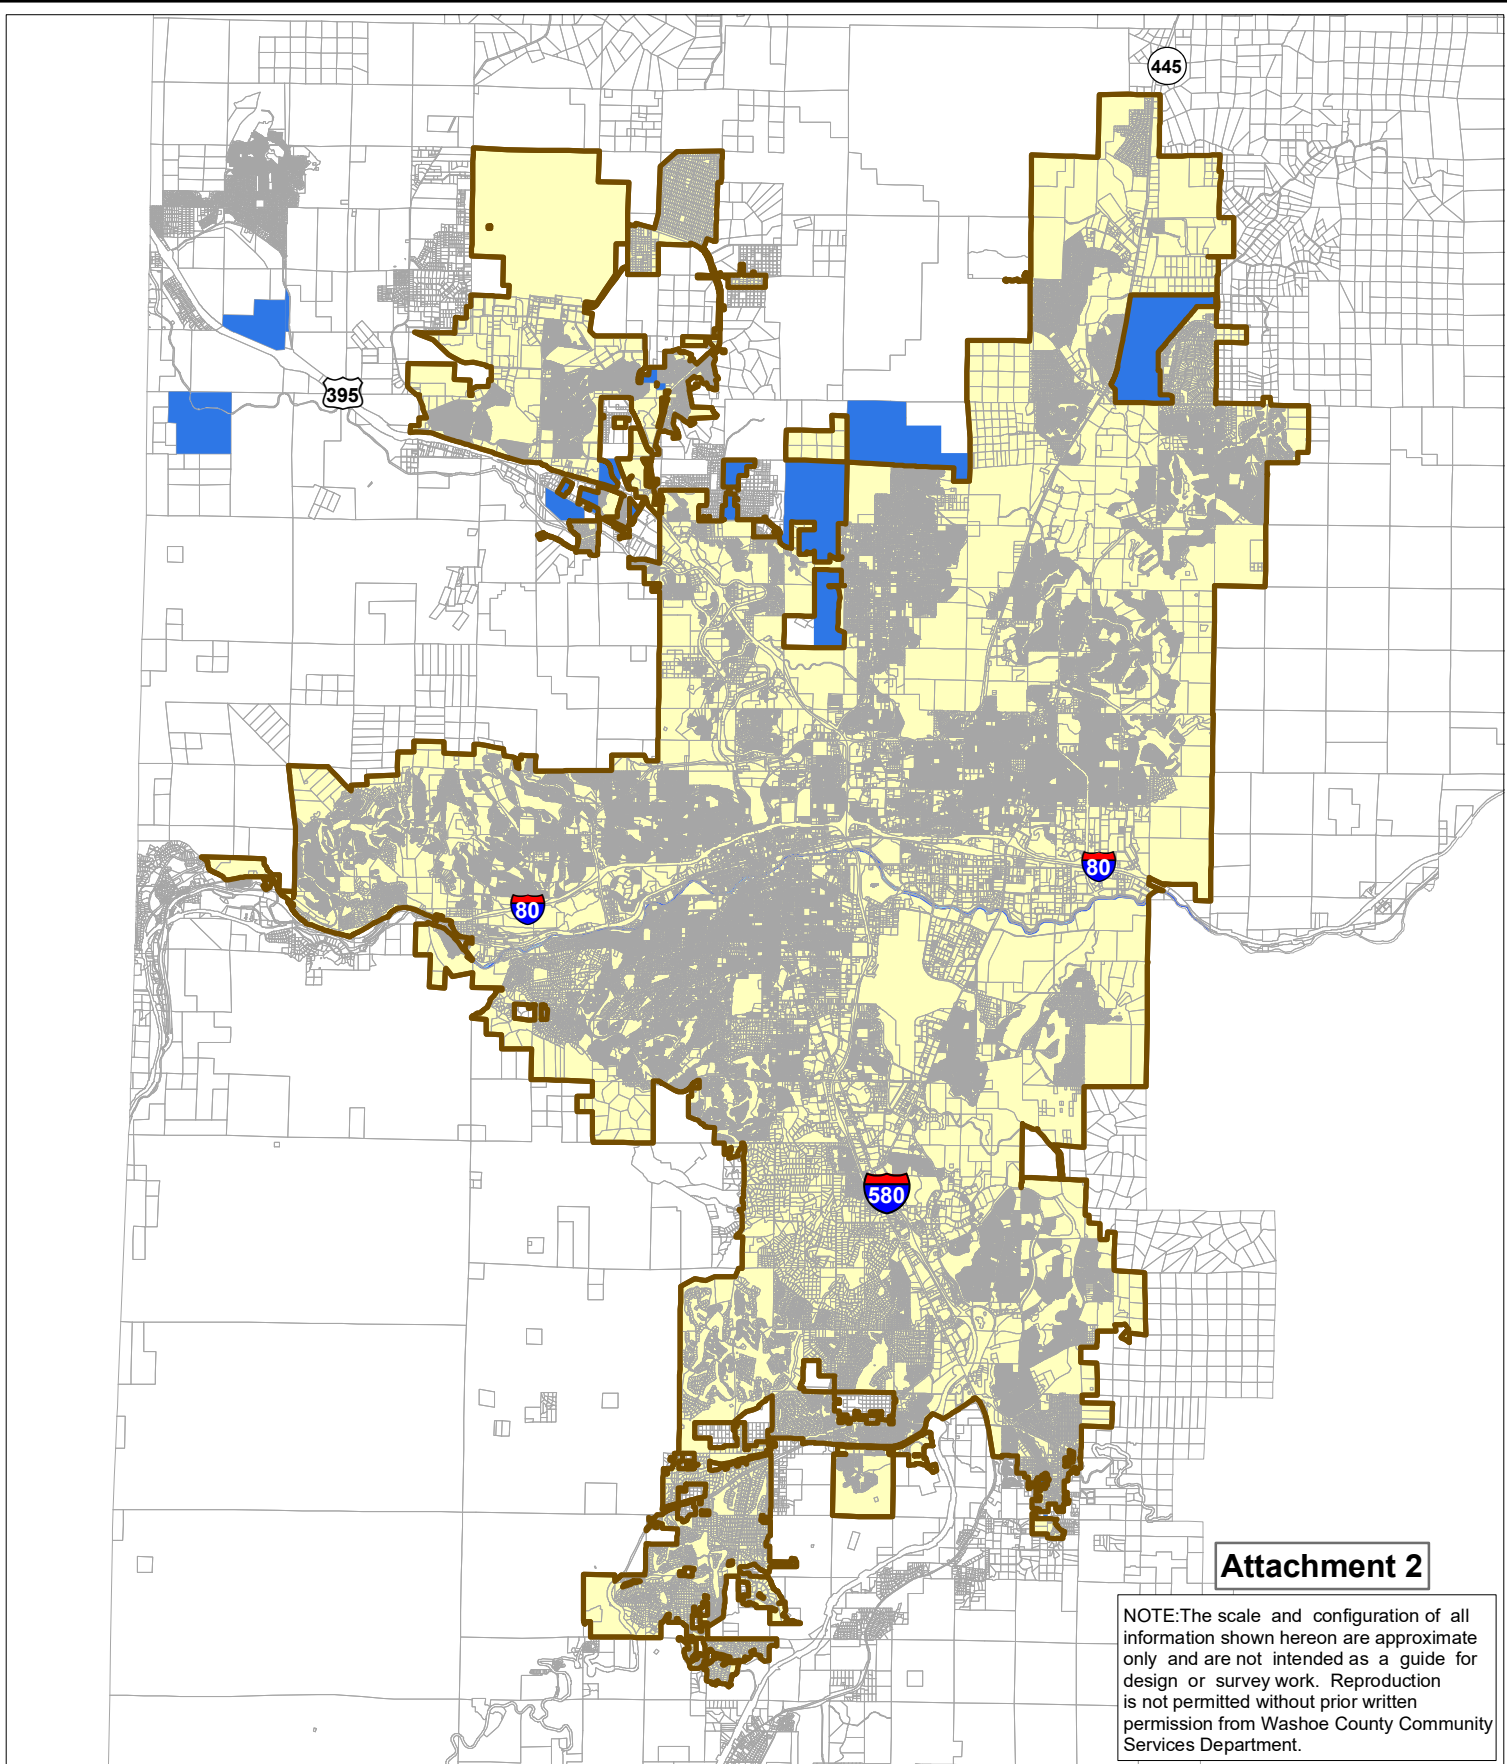 445
395
80
80
580
Attachment 2
NOTE:The scale and configuration of all
information shown hereon are approximate
only and are not intended as a guide for
design or survey work. Reproduction
is not permitted without prior written
permission from Washoe County Community
Services Department.